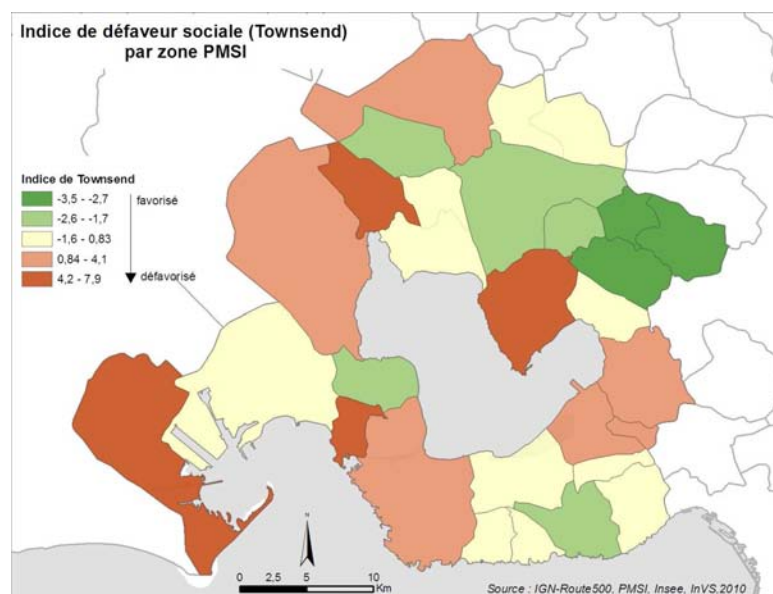 Indice de défaveur sociale (Townsend)
par zone PMSI
Indice de Townsend
-3,5 - -2,7
-2,6 - -1,7
-1,6 - 0,83
0,84 - 4,1
4,2 - 7,9
favorisé
défavorisé
N
0 2,5 5 10
Km
Source : IGN-Route500, PMSI, Insee, InVS,2010